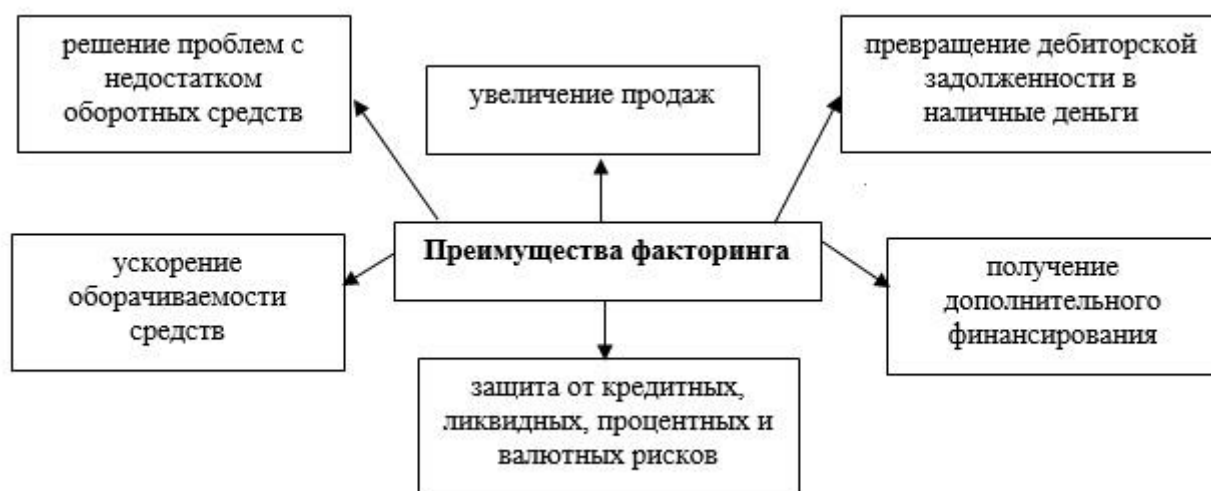 решение проблем с
недостатком
оборотных средств
увеличение продаж
превращение дебиторской
задолженности в
наличные деньги
Преимущества факторинга
ускорение
оборачиваемости
средств
получение
дополнительного
финансирования
защита от кредитных,
ликвидных, процентных и
валютных рисков